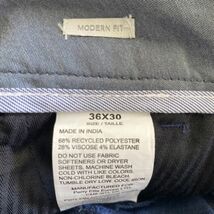 MODERN FIT
36X30
SIZE / TAILLE
MADE IN INDIA
68% RECYCLED POLYESTER
28% VISCOSE 4% ELASTANE
DO NOT USE FABRIC
SOFTENERS OR DRYER
SHEETS. MACHINE WASH
COLD WITH LIKE COLORS.
NON-CHLORINE BLEACH.
TUMBLE DRY LOW. COOL IRON
MANUFACTURED FOR
Perry Ellis